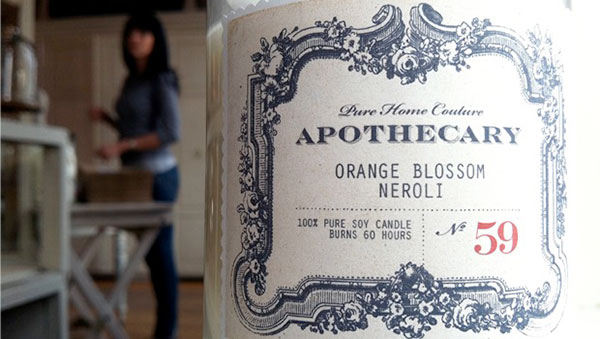 Pure Home Couture
APOTHECARY
ORANGE BLOSSOM
NEROLI
100% PURE SOY CANDLE
BURNS 60 HOURS
Nº 59